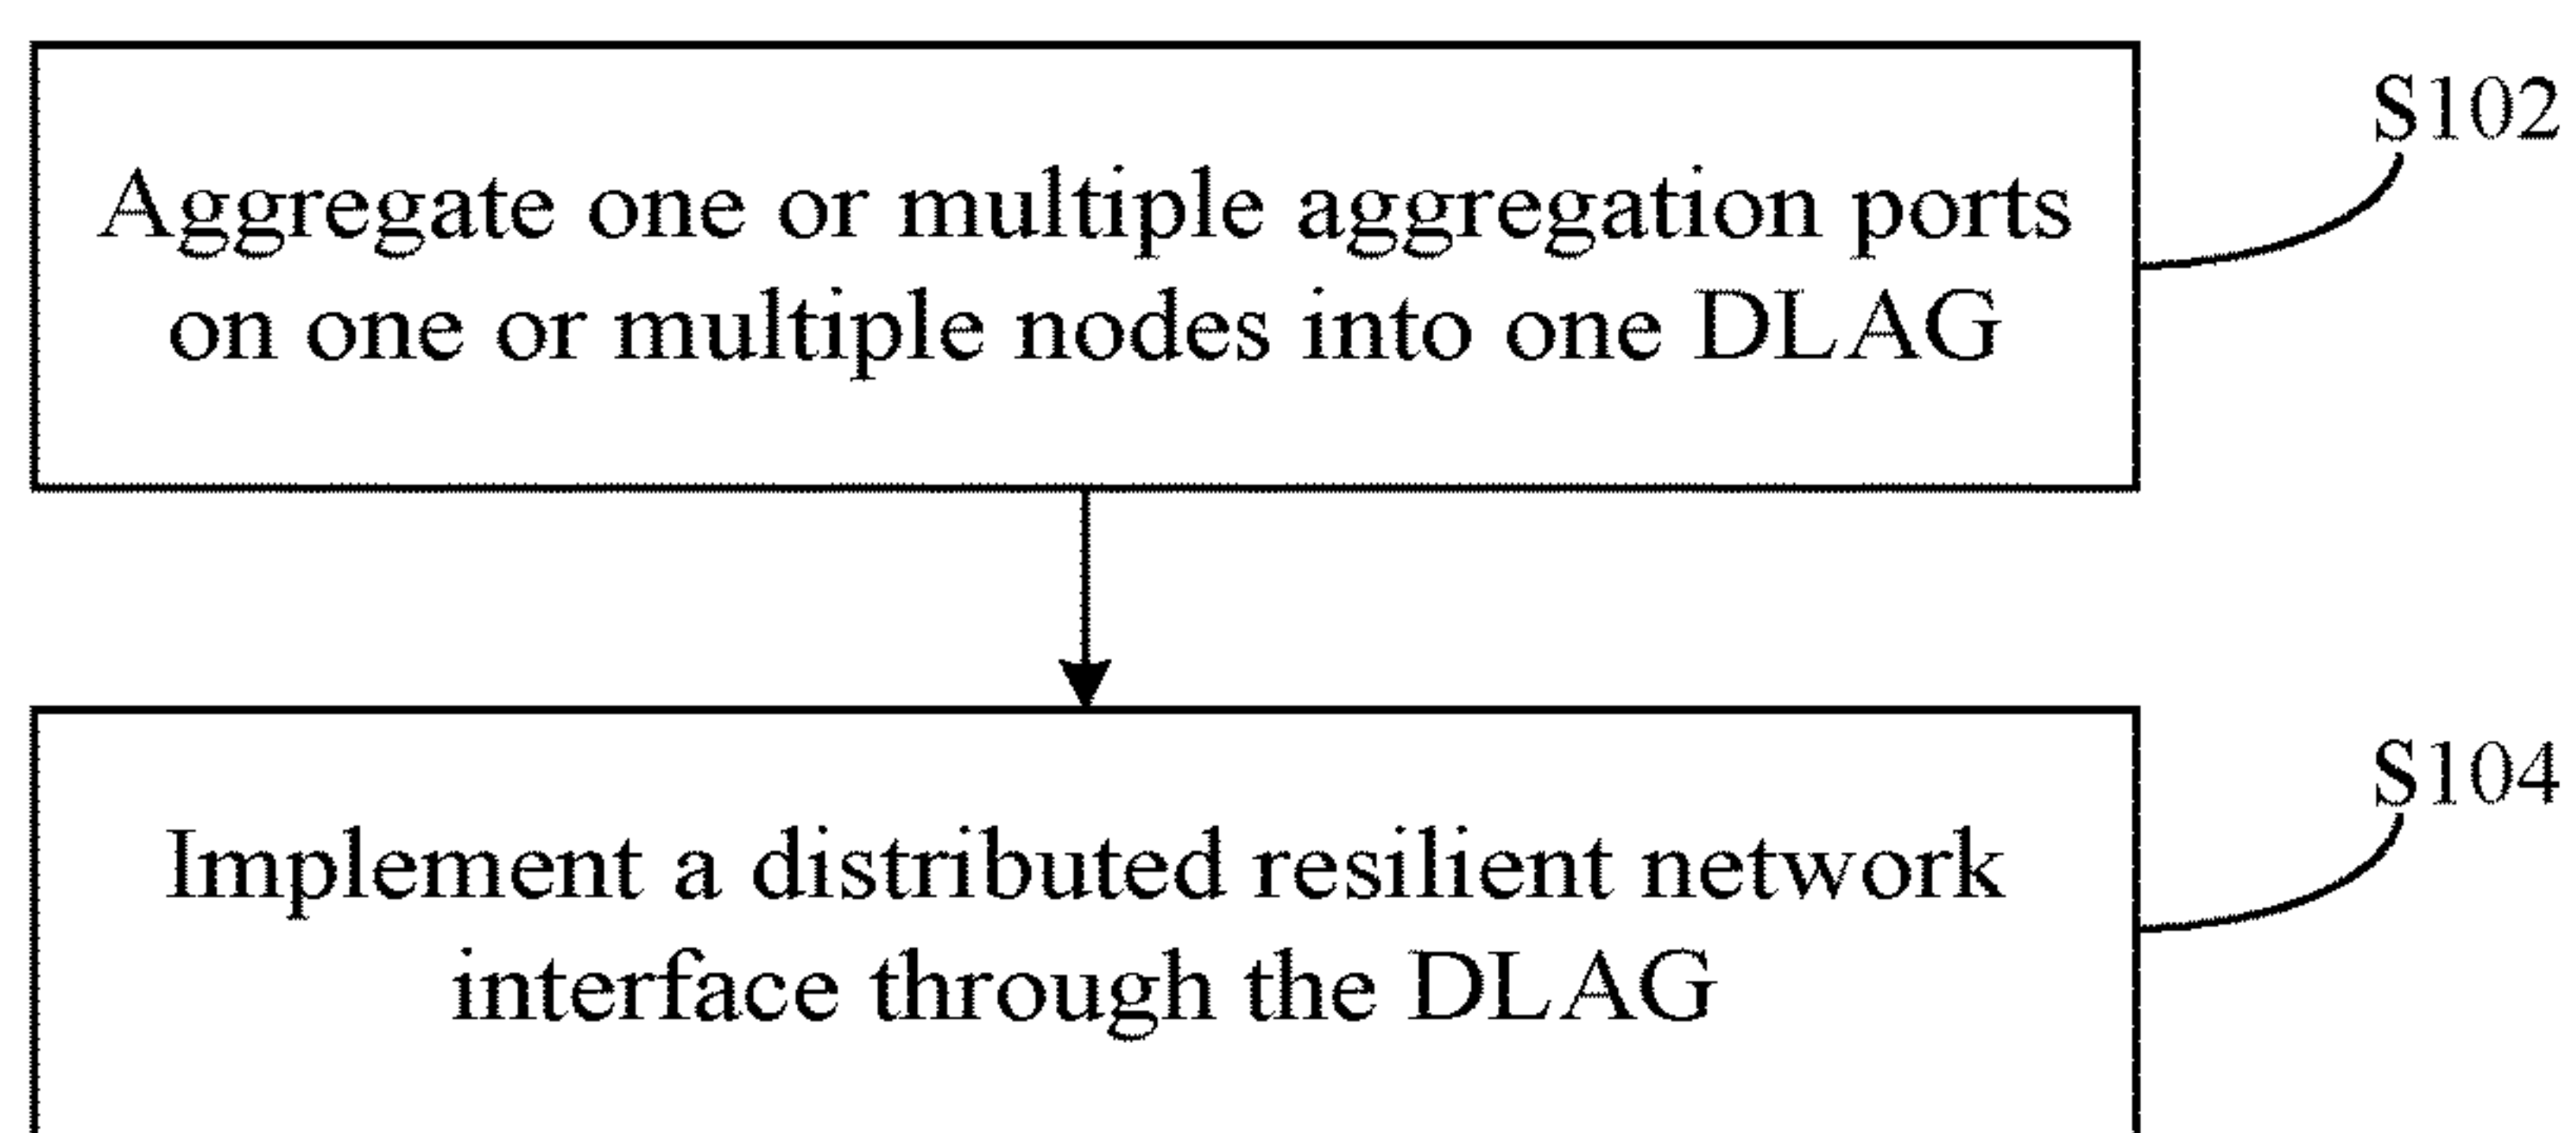 S102
Aggregate one or multiple aggregation ports
on one or multiple nodes into one DLAG
S104
Implement a distributed resilient network
interface through the DLAG